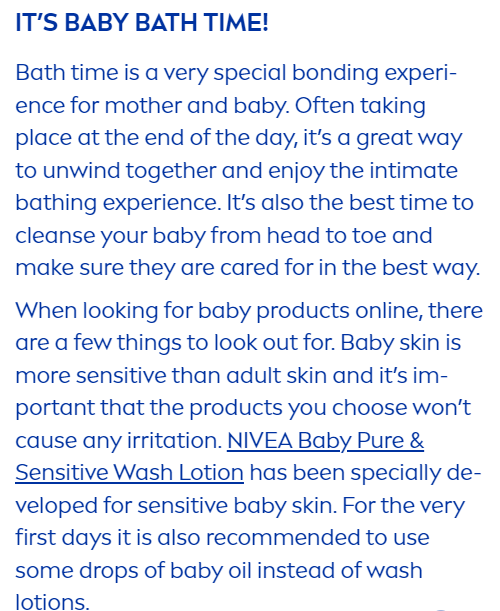 IT'S BABY BATH TIME!
Bath time is a very special bonding experi-
ence for mother and baby. Often taking
place at the end of the day, it's a great way
to unwind together and enjoy the intimate
bathing experience. It's also the best time to
cleanse your baby from head to toe and
make sure they are cared for in the best way.
When looking for baby products online, there
are a few things to look out for. Baby skin is
more sensitive than adult skin and it's im-
portant that the products you choose won't
cause any irritation. NIVEA Baby Pure &
Sensitive Wash Lotion has been specially de-
veloped for sensitive baby skin. For the very
first days it is also recommended to use
some drops of baby oil instead of wash
lotions.